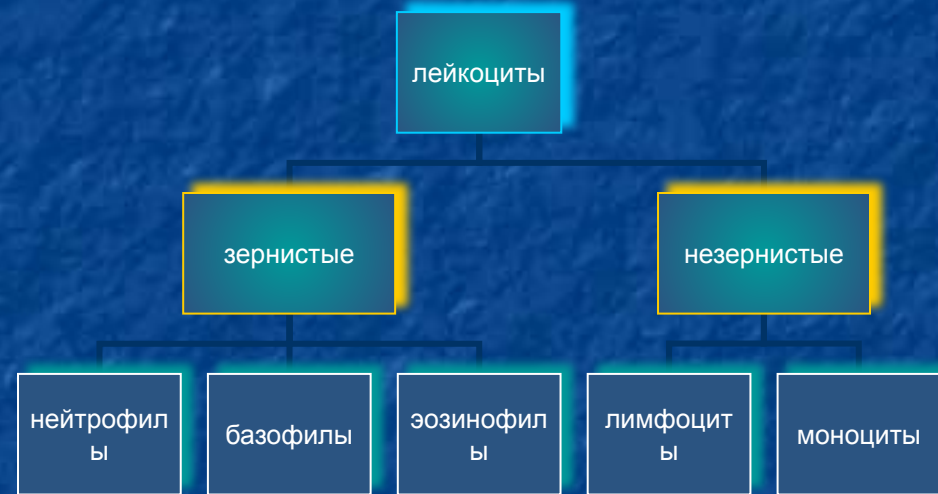 лейкоциты
зернистые
незернистые
нейтрофил
ы
базофилы
эозинофил
ы
лимфоцит
ы
моноциты